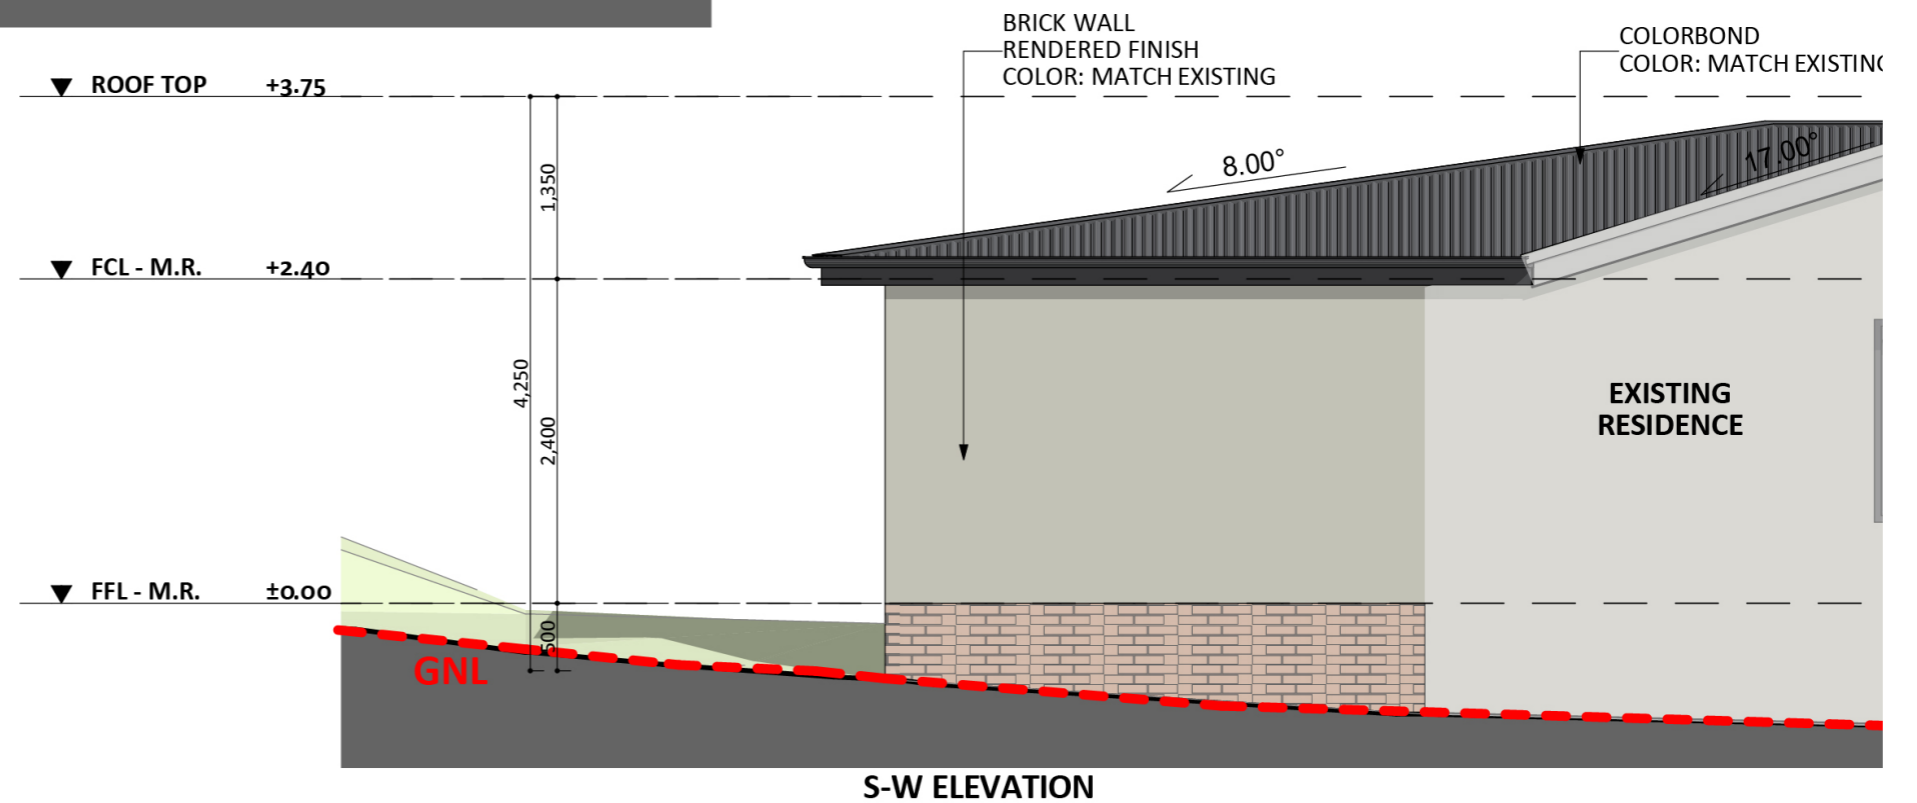 BRICK WALL
RENDERED FINISH
COLOR: MATCH EXISTING
COLORBOND
COLOR: MATCH EXISTING
ROOF TOP +3.75
8.00°
17.00°
1,350
FCL - M.R. +2.40
4,250
2,400
EXISTING
RESIDENCE
FFL - M.R. ±0.00
500
GNL
S-W ELEVATION